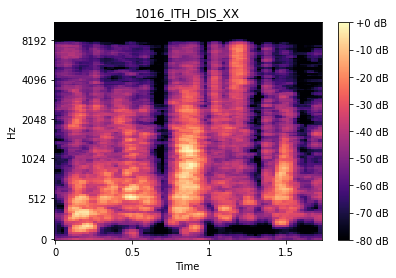 1016_ITH_DIS_XX
+0 dB
8192
-10 dB
4096
-20 dB
-30 dB
2048
Hz
-40 dB
1024
-50 dB
512
-60 dB
-70 dB
0
-80 dB
0
0.5
1
1.5
Time